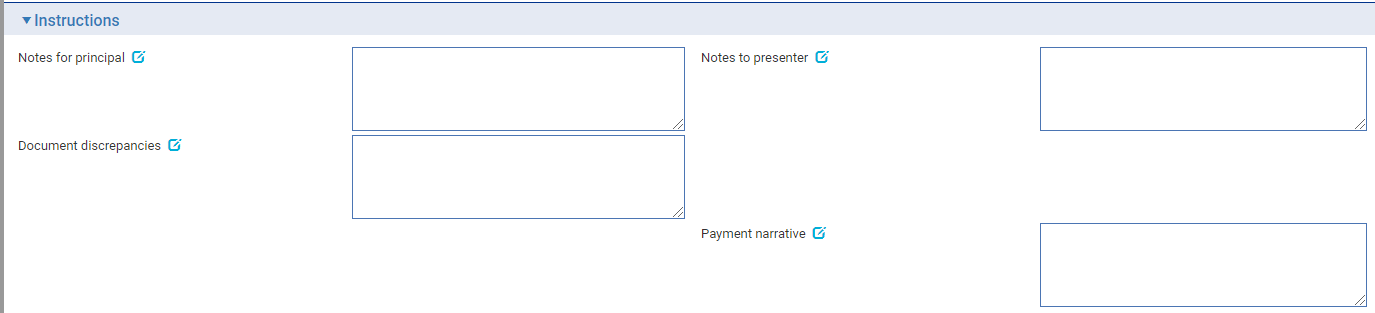 Instructions
Notes for principal
Notes to presenter
Document discrepancies
Payment narrative